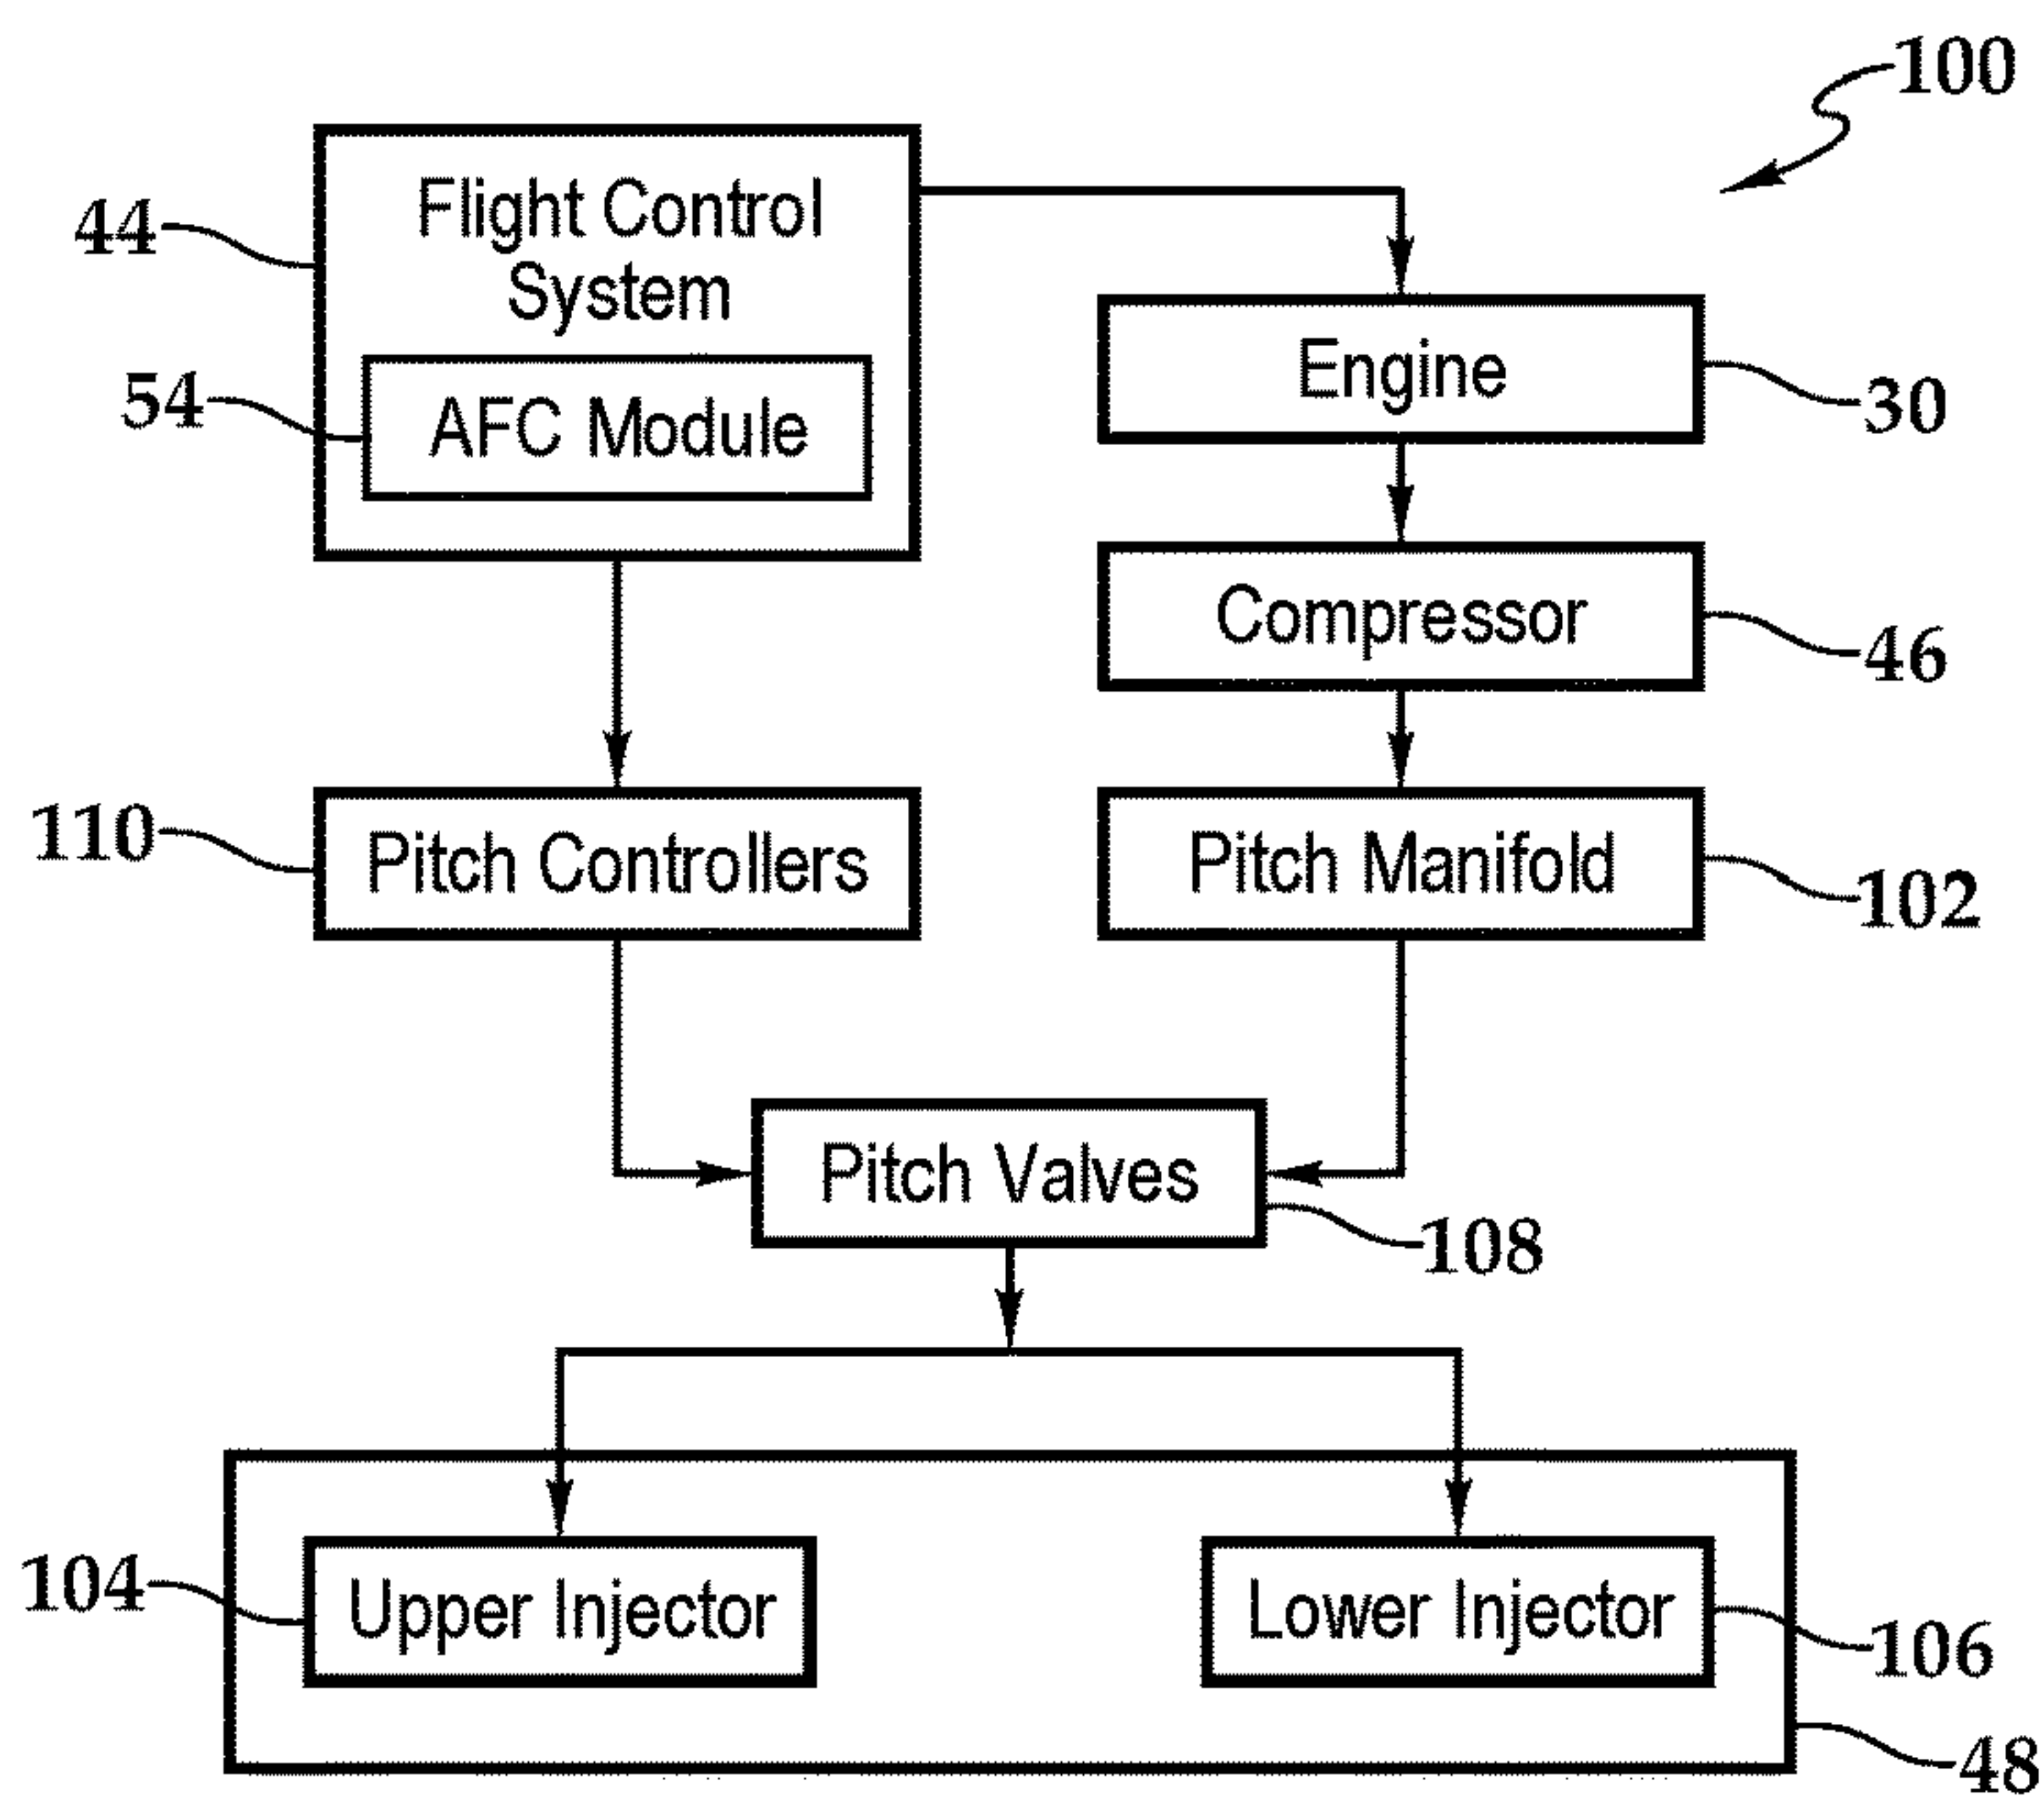 100
Flight Control
System
44
AFC Module
54
Engine
30
Compressor
46
Pitch Controllers
110
Pitch Manifold
102
Pitch Valves
108
Upper Injector
104
Lower Injector
106
48